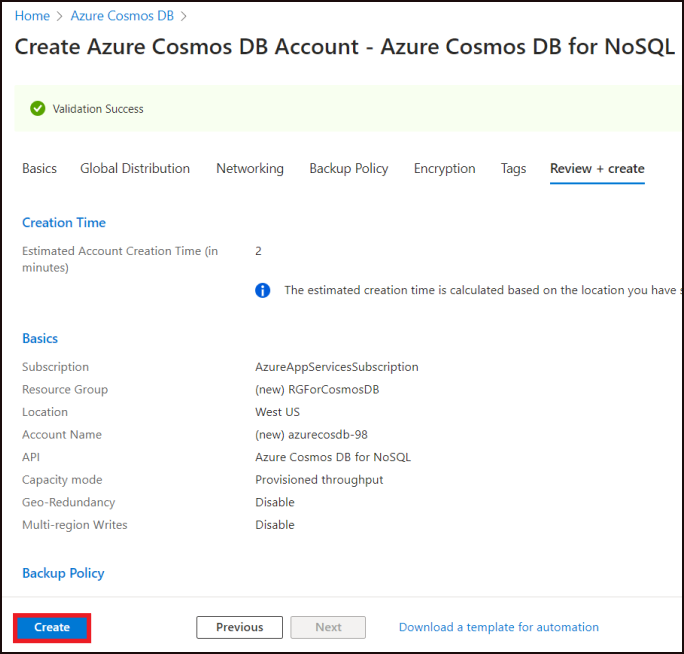 Home > Azure Cosmos DB >
Create Azure Cosmos DB Account - Azure Cosmos DB for NoSQL
Validation Success
Basics Global Distribution Networking Backup Policy Encryption Tags Review + create
Creation Time
Estimated Account Creation Time (in 2
minutes)
The estimated creation time is calculated based on the location you have
Basics
Subscription AzureAppServicesSubscription
Resource Group (new) RGForCosmosDB
Location West US
Account Name (new) azurecosdb-98
API Azure Cosmos DB for NoSQL
Capacity mode Provisioned throughput
Geo-Redundancy Disable
Multi-region Writes Disable
Backup Policy
Create Previous Next Download a template for automation